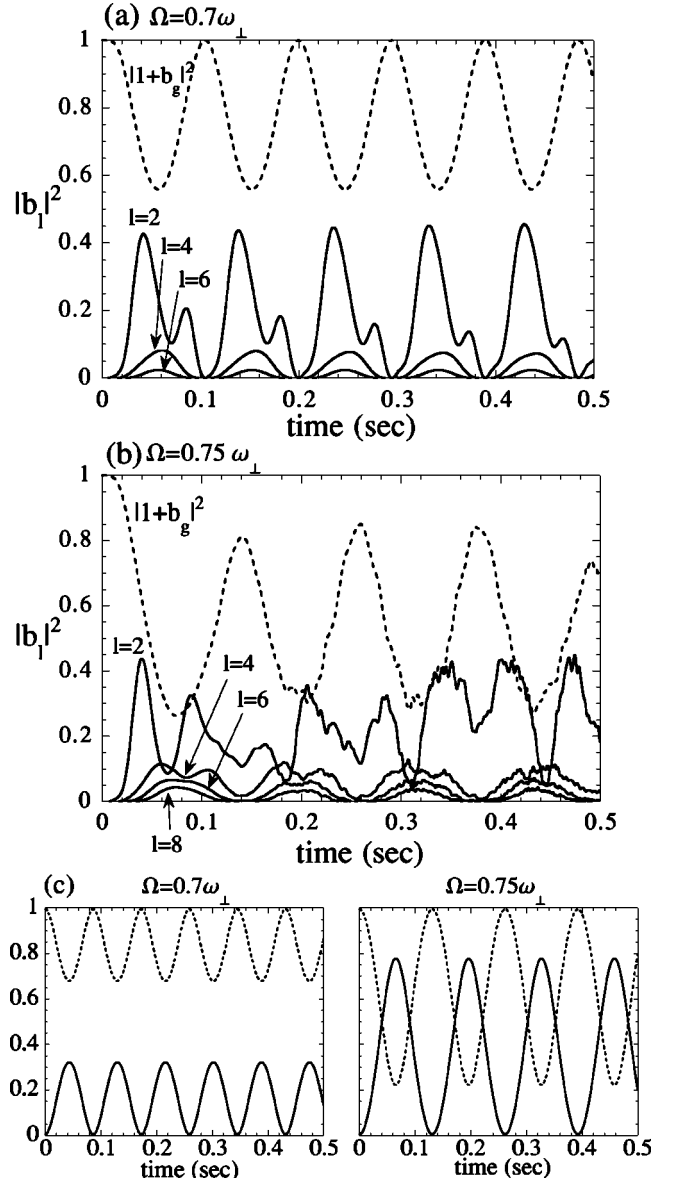 (a) Ω=0.7ω⊥
1
|1+b_g|²
0.8
0.6
|b_l|²
l=2
0.4
l=4
l=6
0.2
0
0 0.1 0.2 0.3 0.4 0.5
time (sec)
(b) Ω=0.75 ω⊥
1
|1+b_g|²
0.8
0.6
|b_l|²
l=2
l=4
0.4
l=6
0.2
0
0 0.1 0.2 0.3 0.4 0.5
l=8
time (sec)
(c) Ω=0.7ω⊥ Ω=0.75ω⊥
1
0.8
0.6
0.4
0.2
0
0 0.1 0.2 0.3 0.4 0.5
time (sec)
0 0.1 0.2 0.3 0.4 0.5
time (sec)